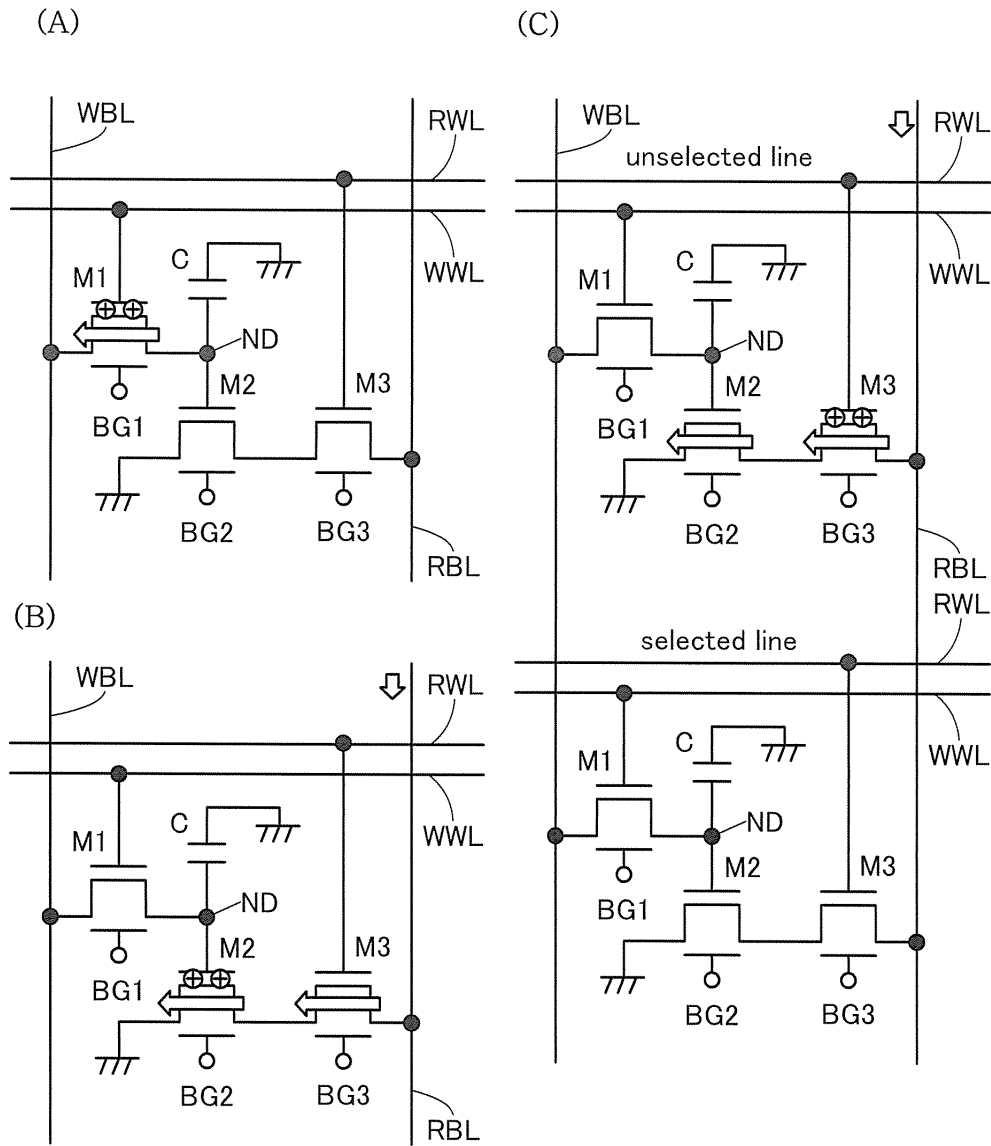 (A)
WBL
RWL
WWL
C
M1
ND
M2
M3
BG1
BG2
BG3
RBL
(B)
WBL
RWL
C
M1
WWL
ND
M2
M3
BG1
BG2
BG3
RBL
(C)
WBL
RWL
unselected line
C
WWL
M1
ND
M2
M3
BG1
BG2
BG3
RBL
RWL
selected line
C
M1
WWL
ND
M2
M3
BG1
BG2
BG3